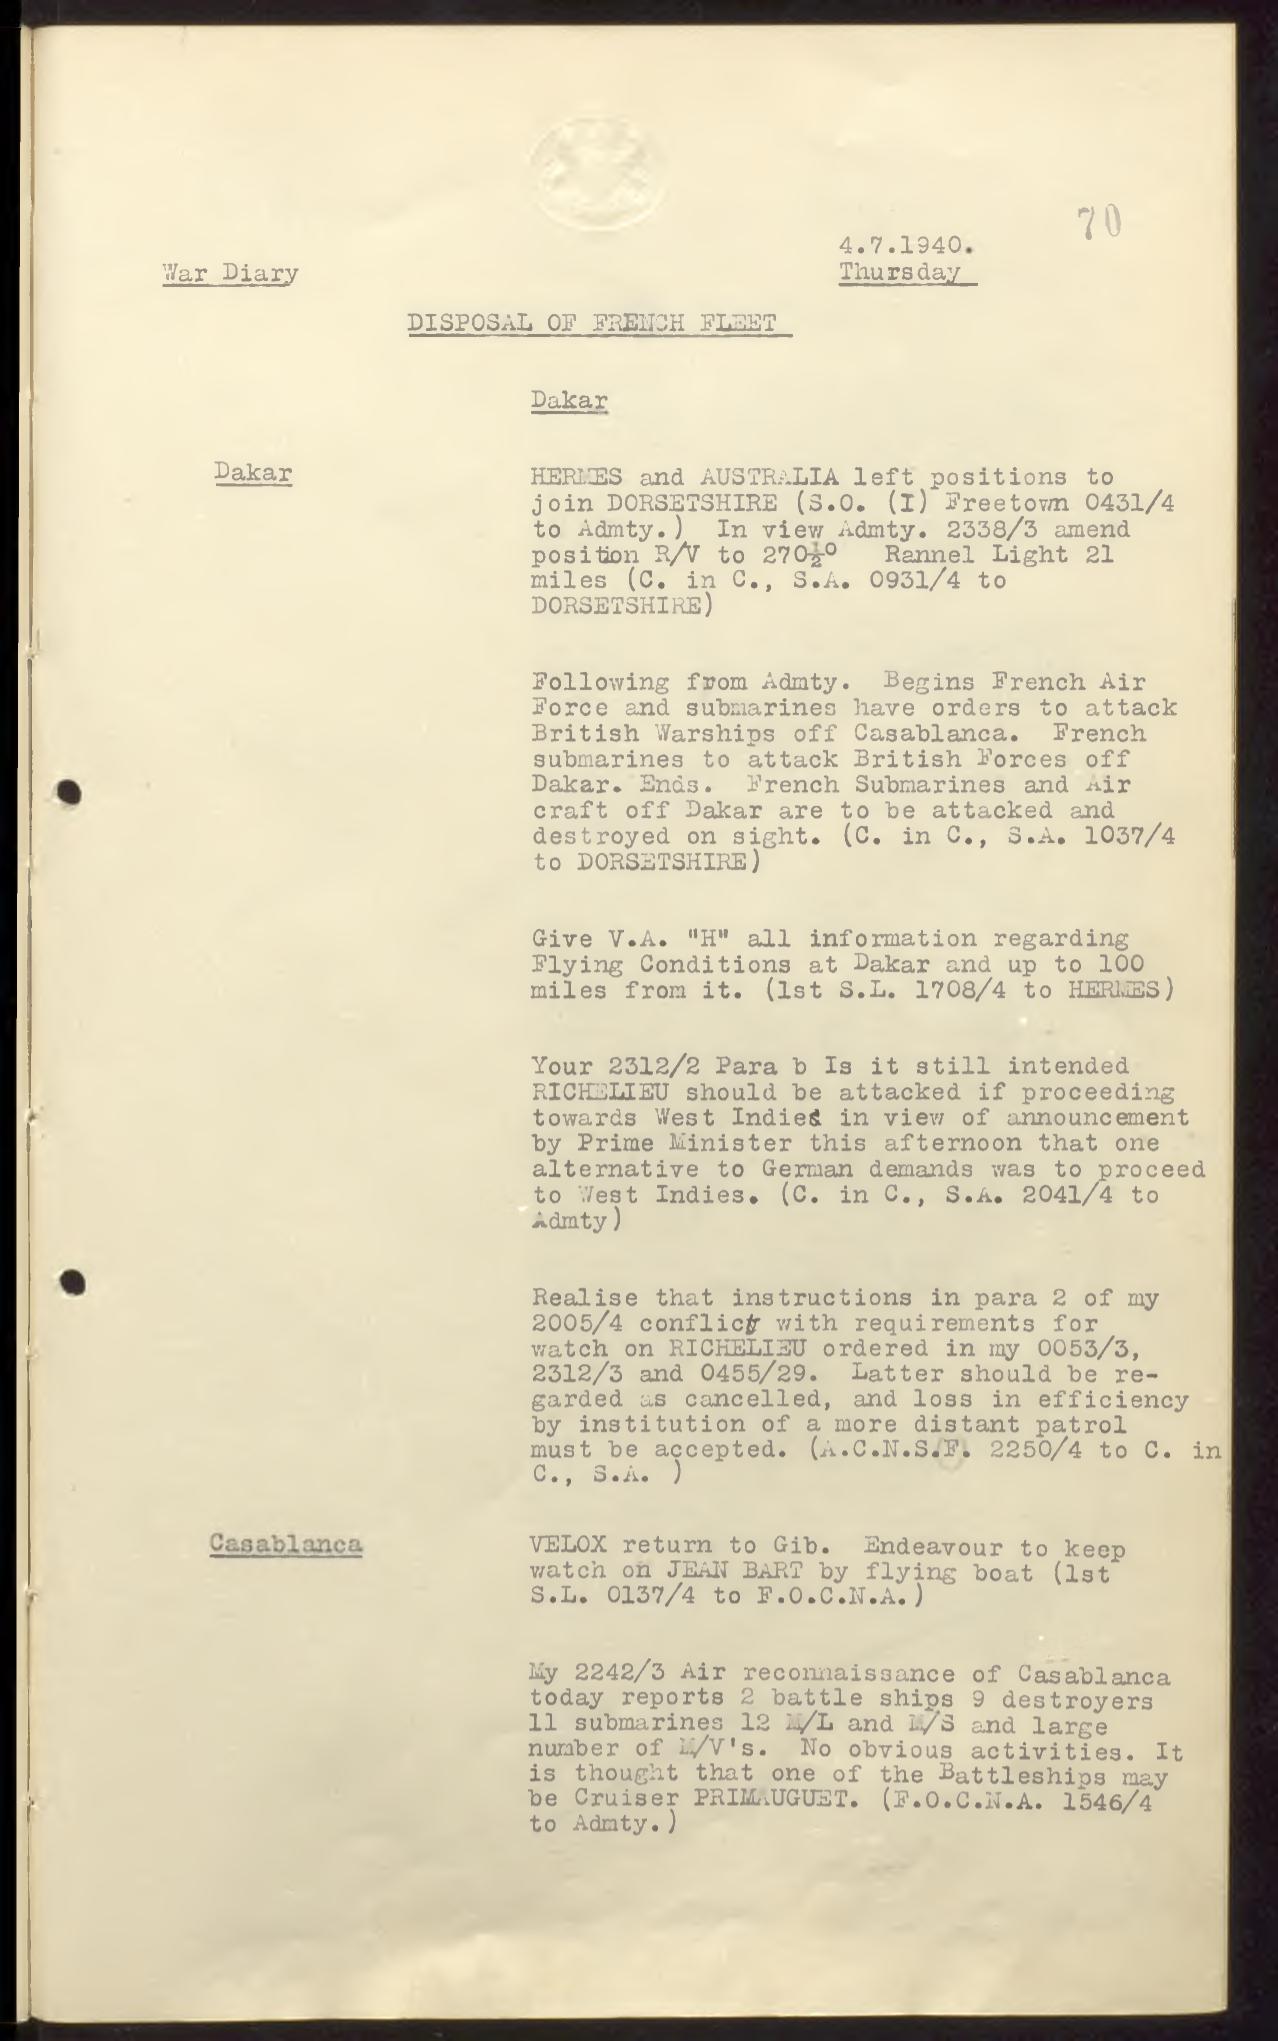 70
4.7.1940.
War Diary
Thursday
DISPOSAL OF FRENCH FLEET
Dakar
Dakar
HERMES and AUSTRALIA left positions to
join DORSETSHIRE (S.O. (I) Freetown 0431/4
to Admty.) In view Admty. 2338/3 amend
position R/V to 270½° Rannel Light 21
miles (C. in C., S.A. 0931/4 to
DORSETSHIRE)
Following from Admty. Begins French Air
Force and submarines have orders to attack
British Warships off Casablanca. French
submarines to attack British Forces off
Dakar. Ends. French Submarines and Air
craft off Dakar are to be attacked and
destroyed on sight. (C. in C., S.A. 1037/4
to DORSETSHIRE)
Give V.A. "H" all information regarding
Flying Conditions at Dakar and up to 100
miles from it. (1st S.L. 1708/4 to HERMES)
Your 2312/2 Para b Is it still intended
RICHELIEU should be attacked if proceeding
towards West Indies in view of announcement
by Prime Minister this afternoon that one
alternative to German demands was to proceed
to West Indies. (C. in C., S.A. 2041/4 to
Admty)
Realise that instructions in para 2 of my
2005/4 conflict with requirements for
watch on RICHELIEU ordered in my 0053/3,
2312/3 and 0455/29. Latter should be re-
garded as cancelled, and loss in efficiency
by institution of a more distant patrol
must be accepted. (A.C.N.S.F. 2250/4 to C. in
C., S.A. )
Casablanca
VELOX return to Gib. Endeavour to keep
watch on JEAN BART by flying boat (1st
S.L. 0137/4 to F.O.C.N.A.)
My 2242/3 Air reconnaissance of Casablanca
today reports 2 battle ships 9 destroyers
11 submarines 12 M/L and M/S and large
number of M/V's. No obvious activities. It
is thought that one of the Battleships may
be Cruiser PRIMAUGUET. (F.O.C.N.A. 1546/4
to Admty.)